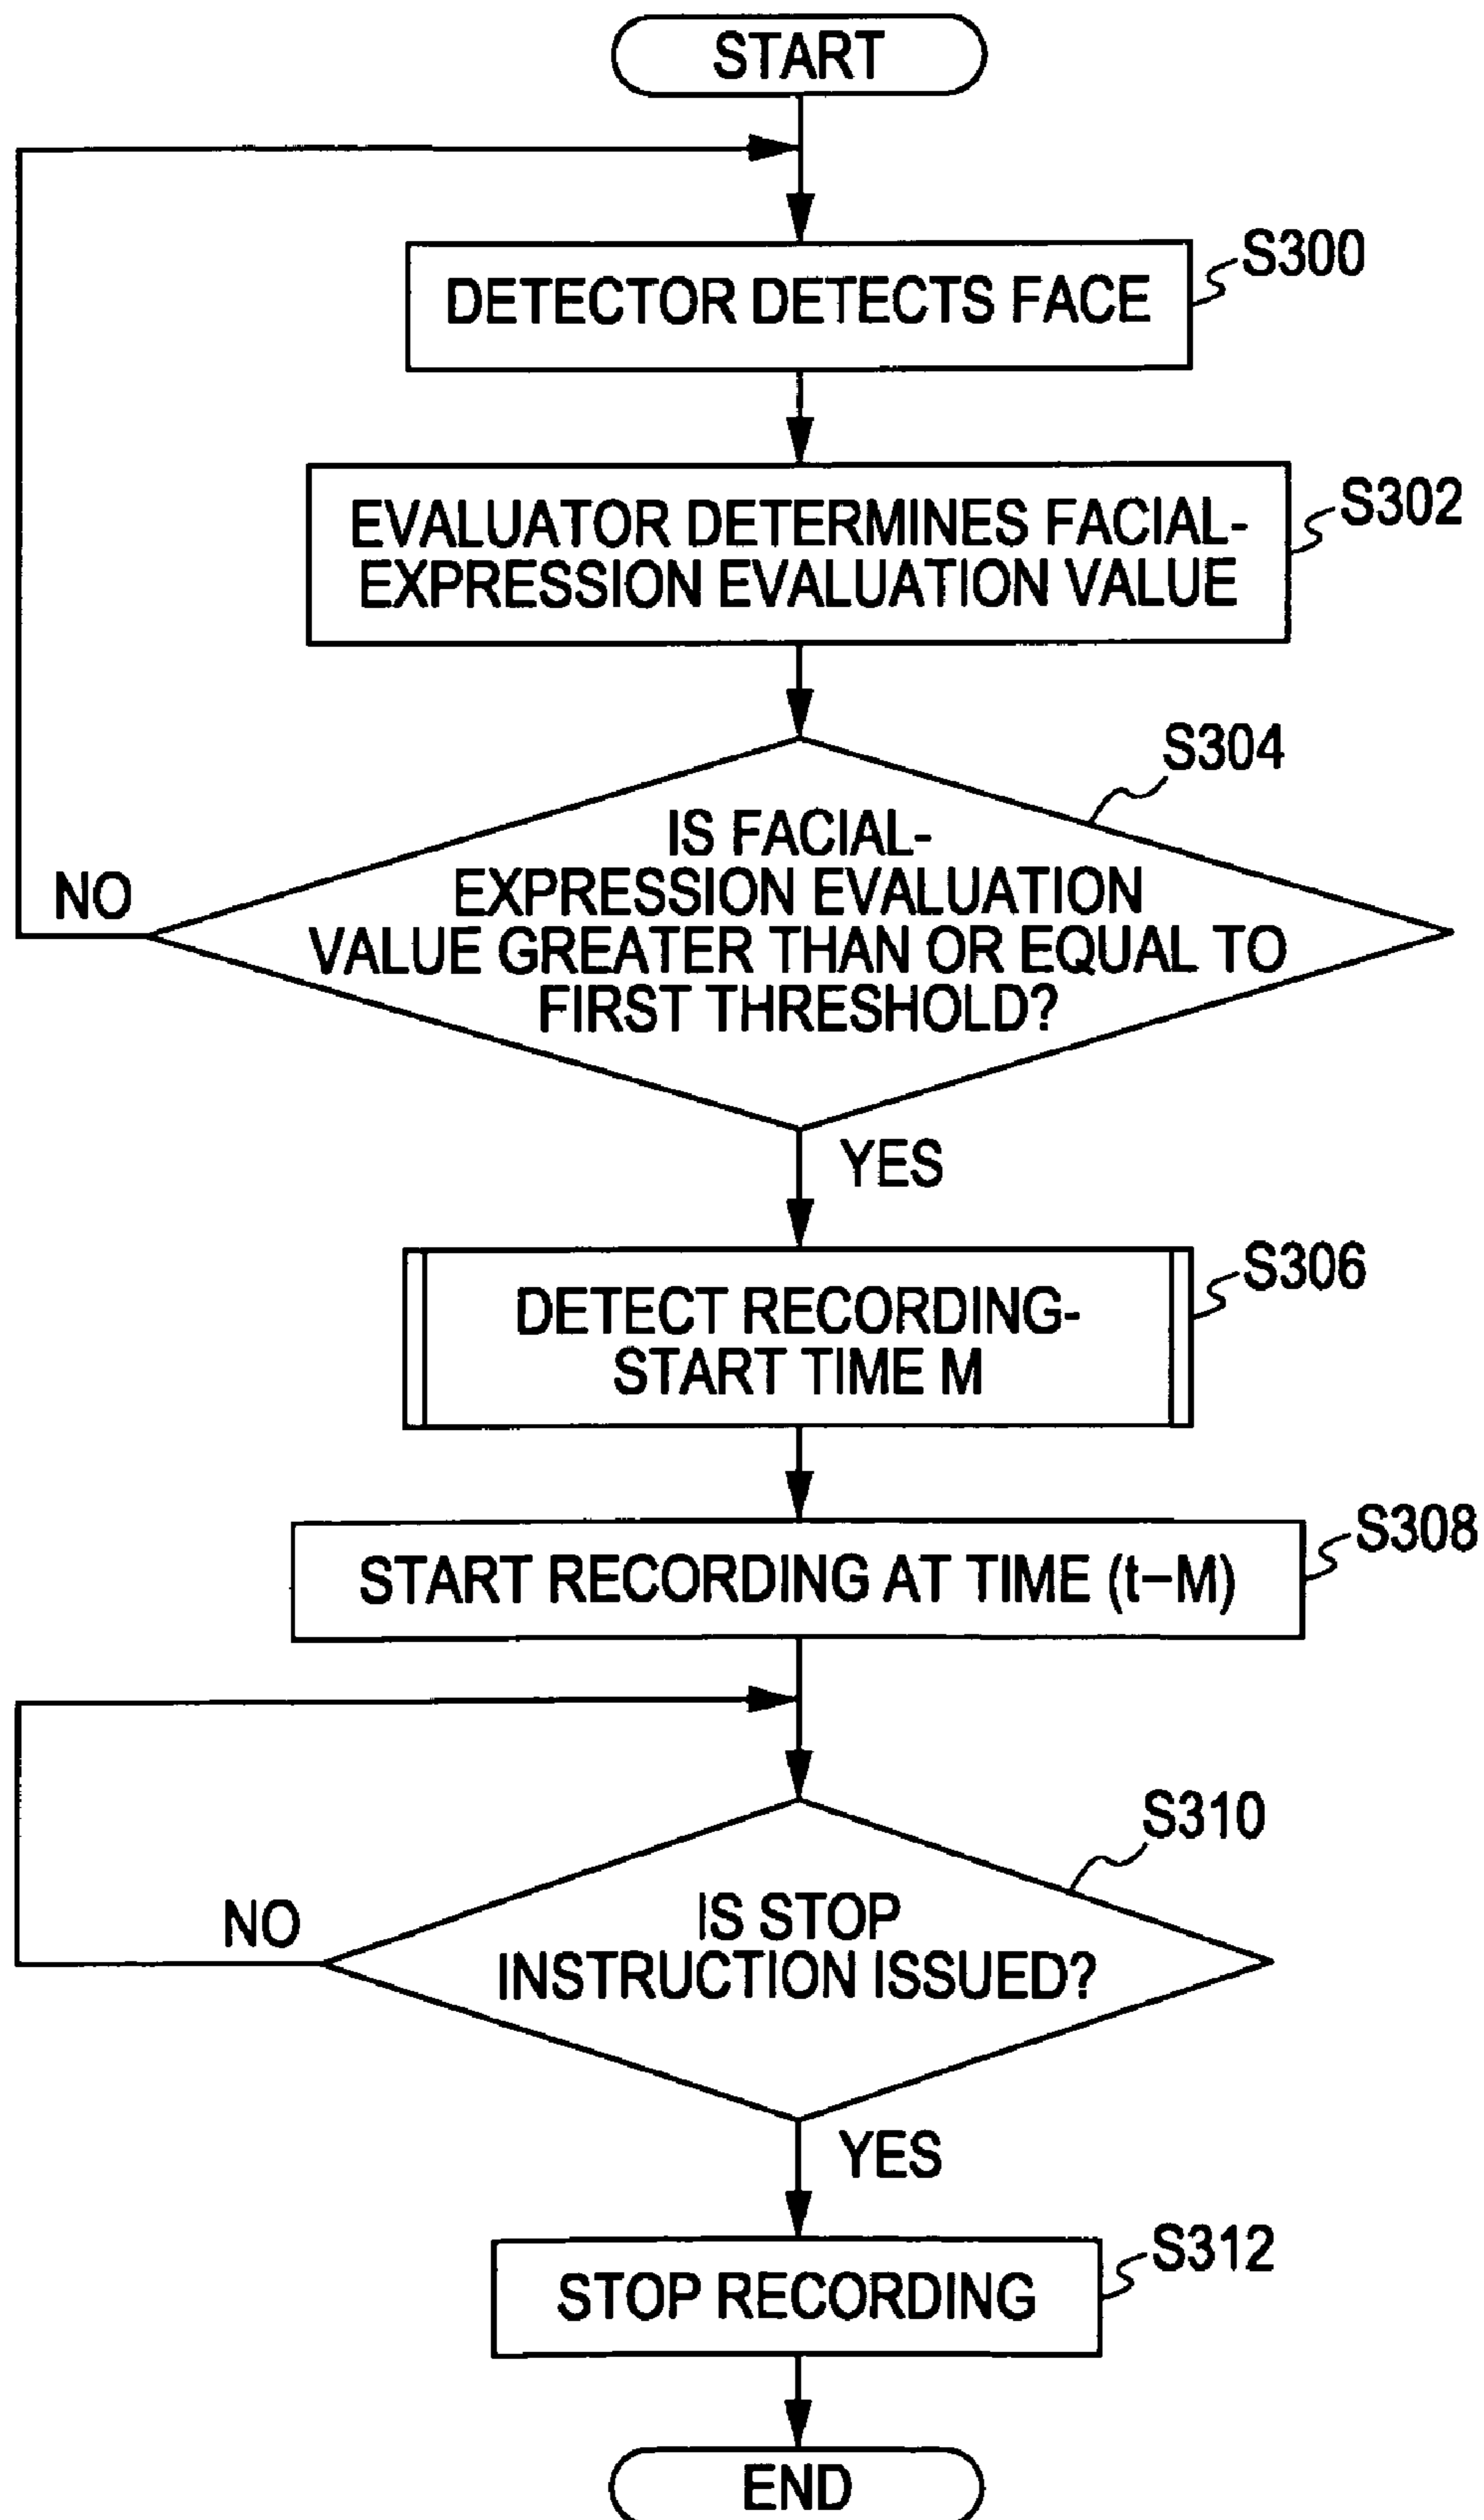 START
DETECTOR DETECTS FACE
S300
EVALUATOR DETERMINES FACIAL-
EXPRESSION EVALUATION VALUE
S302
S304
IS FACIAL-
EXPRESSION EVALUATION
VALUE GREATER THAN OR EQUAL TO
FIRST THRESHOLD?
NO
YES
DETECT RECORDING-
START TIME M
S306
START RECORDING AT TIME (t–M)
S308
S310
IS STOP
INSTRUCTION ISSUED?
NO
YES
STOP RECORDING
S312
END